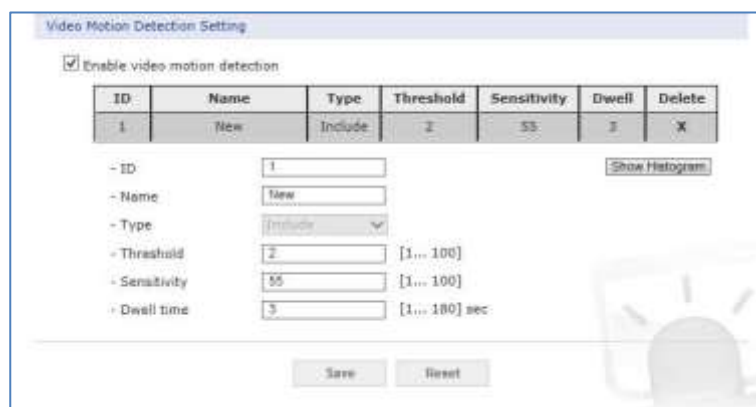 Video Motion Detection Setting
Enable video motion detection
ID Name Type Threshold Sensitivity Dwell Delete
1 New Include 2 55 3 X
- ID 1 Show Histogram
- Name New
- Type Include
- Threshold 2 [1... 100]
- Sensitivity 55 [1... 100]
- Dwell time 3 [1... 180] sec
Save Reset